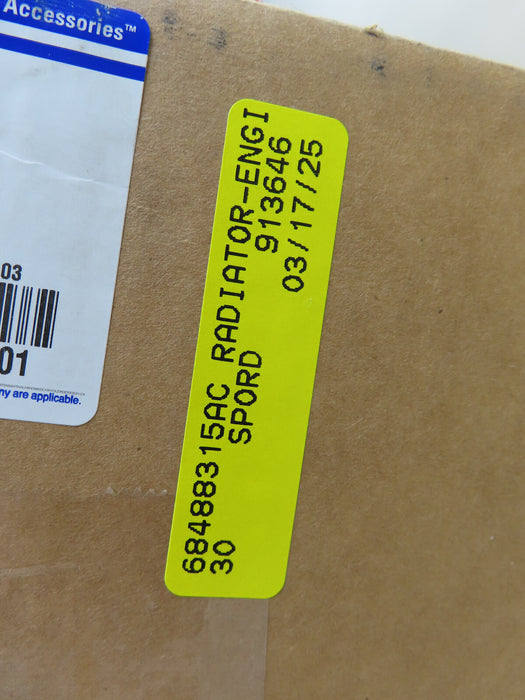 Accessories™
03
01
ny are applicable.
68488315AC RADIATOR-ENGI
30 SPORD 913646
03/17/25